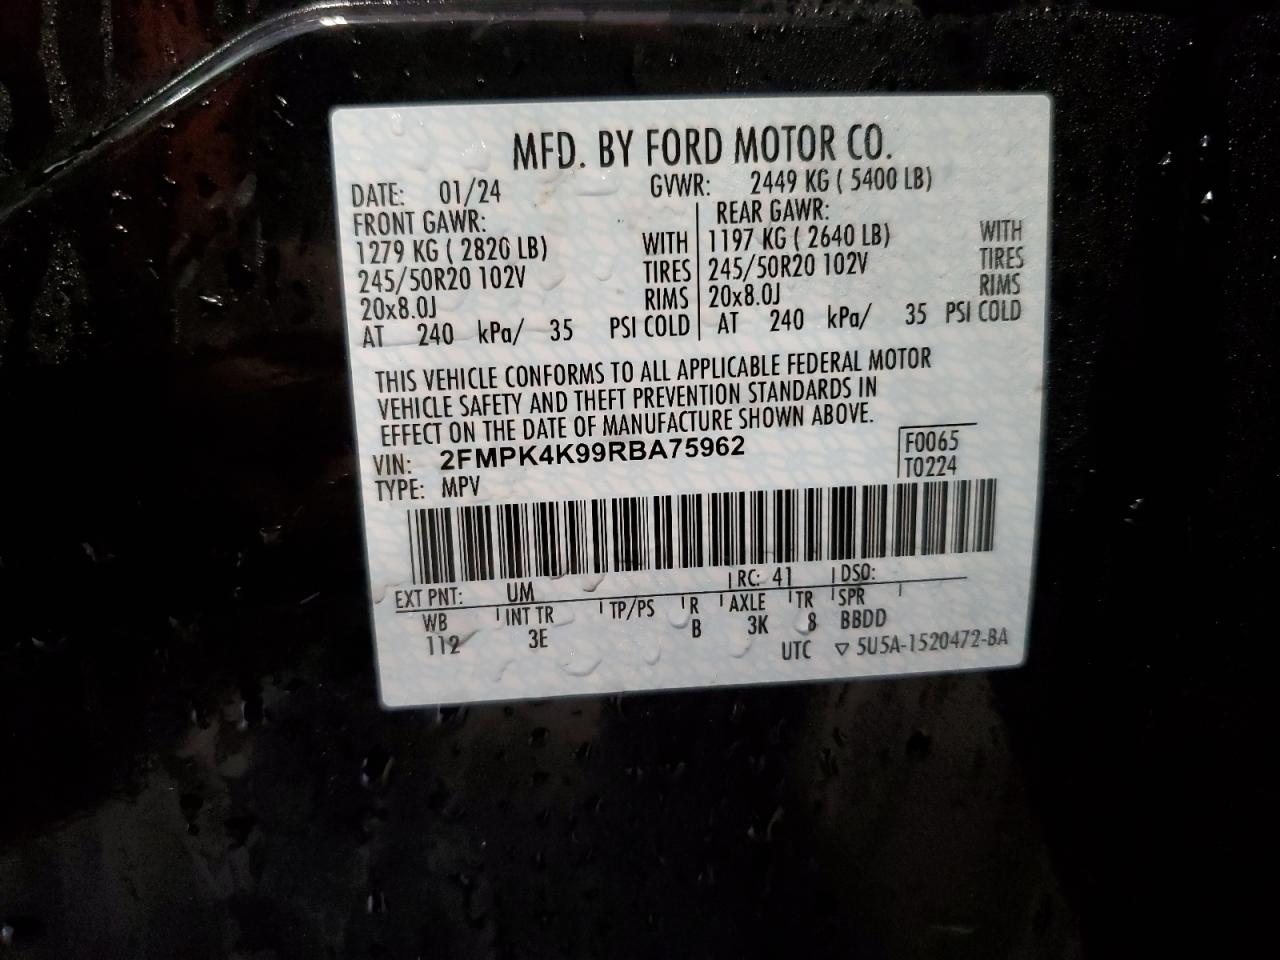 MFD. BY FORD MOTOR CO.
DATE: 01/24 GVWR: 2449 KG ( 5400 LB)
FRONT GAWR: REAR GAWR:
1279 KG ( 2820 LB) WITH 1197 KG ( 2640 LB) WITH
245/50R20 102V TIRES 245/50R20 102V TIRES
20x8.0J RIMS 20x8.0J RIMS
AT 240 kPa/ 35 PSI COLD AT 240 kPa/ 35 PSI COLD
THIS VEHICLE CONFORMS TO ALL APPLICABLE FEDERAL MOTOR
VEHICLE SAFETY AND THEFT PREVENTION STANDARDS IN
EFFECT ON THE DATE OF MANUFACTURE SHOWN ABOVE.
VIN: 2FMPK4K99RBA75962 F0065
TYPE: MPV T0224
EXT PNT: UM RC: 41 DSO:
WB INT TR TP/PS R AXLE TR SPR
112 3E B 3K 8 BBDD
UTC ▽ 5U5A-1520472-BA